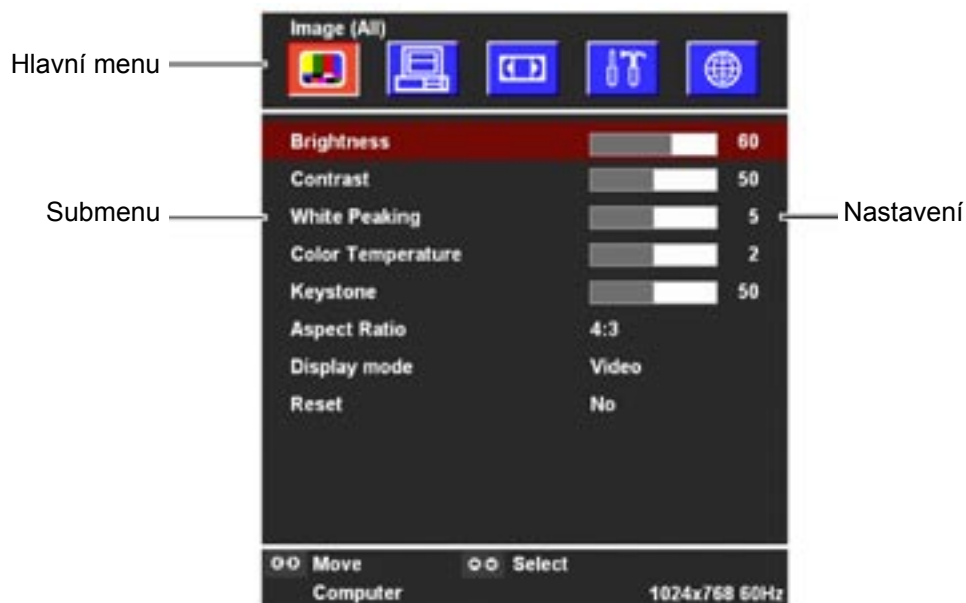 Image (All)
Hlavní menu
Brightness 60
Contrast 50
Submenu White Peaking 5 Nastavení
Color Temperature 2
Keystone 50
Aspect Ratio 4:3
Display mode Video
Reset No
Move Select
Computer 1024x768 60Hz